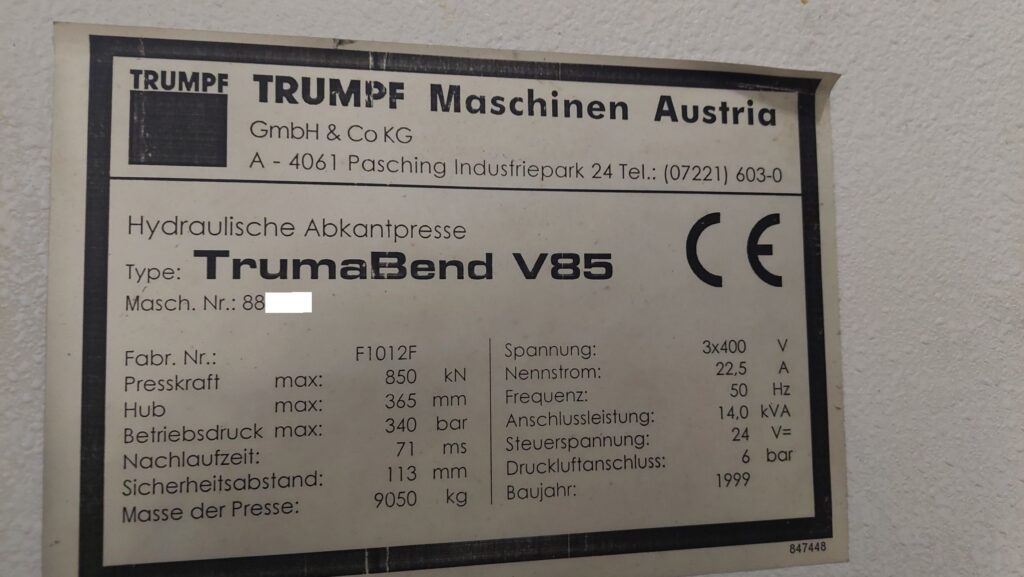 TRUMPF
TRUMPF Maschinen Austria
GmbH & Co KG
A - 4061 Pasching Industriepark 24 Tel.: (07221) 603-0
Hydraulische Abkantpresse
Type: TrumaBend V85
Masch. Nr.: 88
CE
Fabr. Nr.: F1012F
Presskraft max: 850 kN
Hub max: 365 mm
Betriebsdruck max: 340 bar
Nachlaufzeit: 71 ms
Sicherheitsabstand: 113 mm
Masse der Presse: 9050 kg
Spannung: 3x400 V
Nennstrom: 22,5 A
Frequenz: 50 Hz
Anschlussleistung: 14,0 kVA
Steuerspannung: 24 V=
Druckluftanschluss: 6 bar
Baujahr: 1999
847448